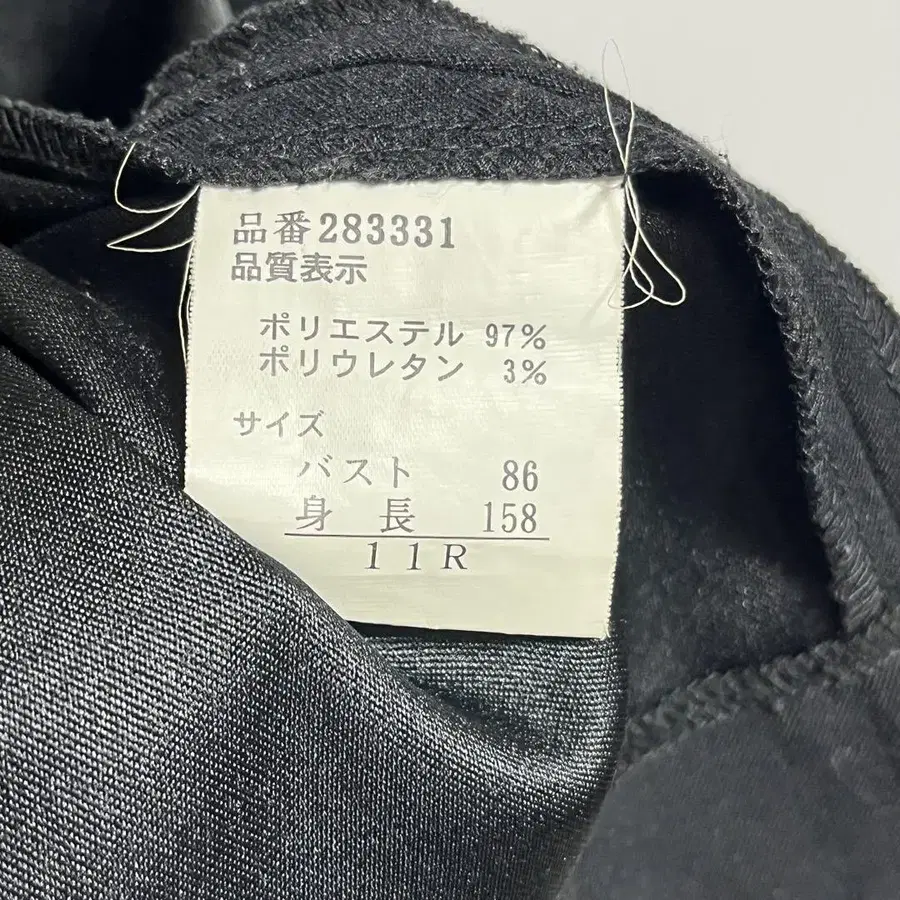 品番283331
品質表示
ポリエステル 97%
ポリウレタン 3%
サイズ
バスト 86
身長 158
11R